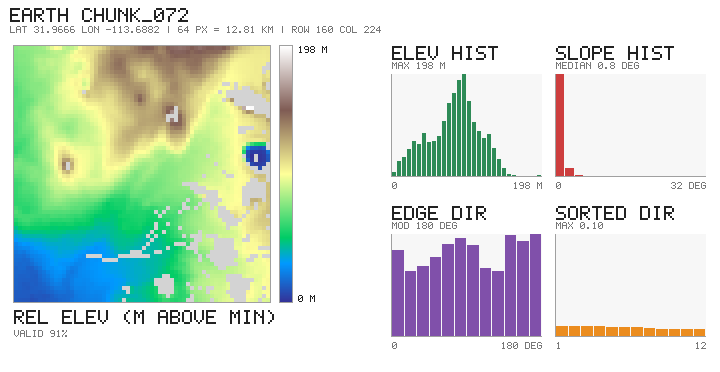 EARTH CHUNK_072
LAT 31.9666 LON -113.6882 | 64 PX = 12.81 KM | ROW 160 COL 224
198 M
0 M
REL ELEV (M ABOVE MIN)
VALID 91%
ELEV HIST
MAX 198 M
0 198 M
SLOPE HIST
MEDIAN 0.8 DEG
0 32 DEG
EDGE DIR
MOD 180 DEG
0 180 DEG
SORTED DIR
MAX 0.10
1 12